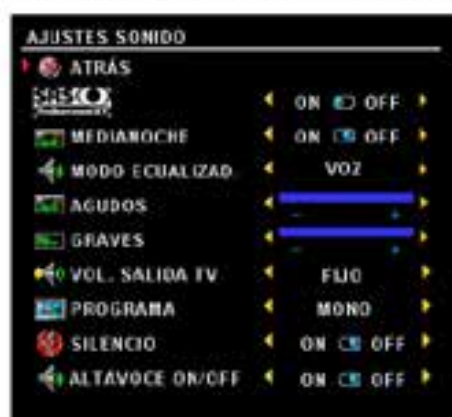 AJUSTES SONIDO
ATRÁS
SRS ON OFF
MEDIANOCHE ON OFF
MODO ECUALIZAD VOZ
AGUDOS - +
GRAVES - +
VOL. SALIDA TV FIJO
PROGRAMA MONO
SILENCIO ON OFF
ALTAVOCE ON/OFF ON OFF